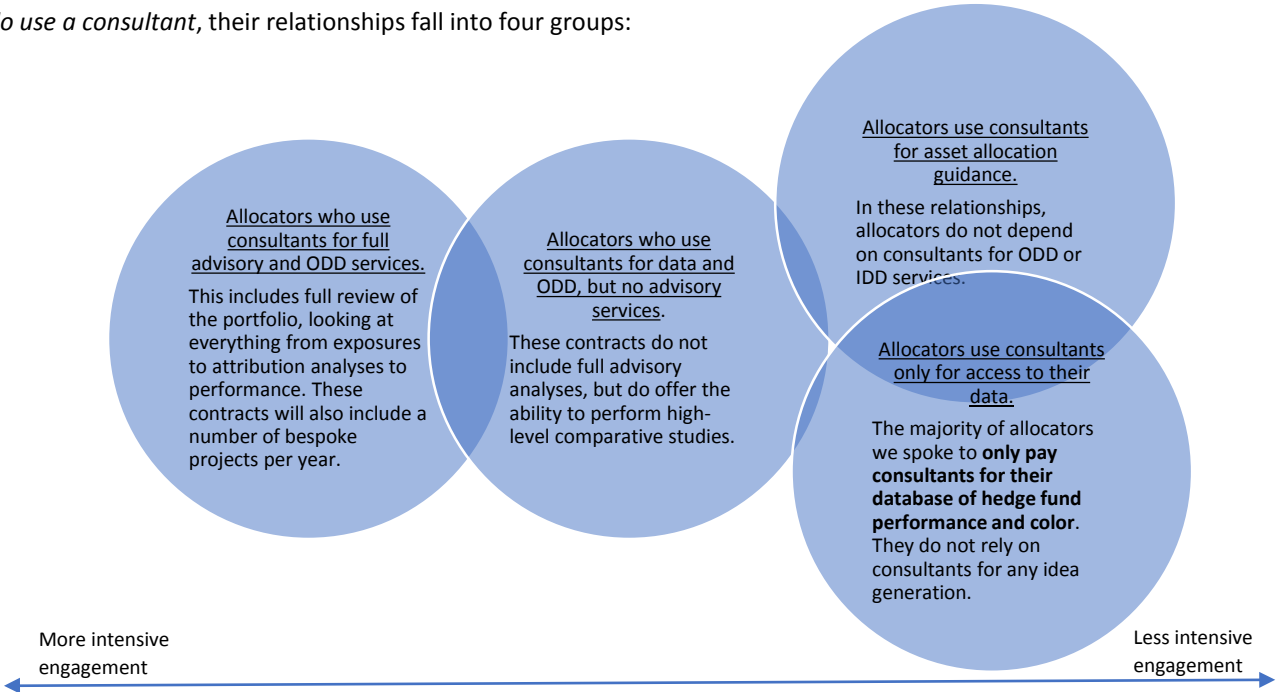 o use a consultant, their relationships fall into four groups:
Allocators who use
consultants for full
advisory and ODD services.
This includes full review of
the portfolio, looking at
everything from exposures
to attribution analyses to
performance. These
contracts will also include a
number of bespoke
projects per year.
Allocators who use
consultants for data and
ODD, but no advisory
services.
These contracts do not
include full advisory
analyses, but do offer the
ability to perform high-
level comparative studies.
Allocators use consultants
for asset allocation
guidance.
In these relationships,
allocators do not depend
on consultants for ODD or
IDD services.
Allocators use consultants
only for access to their
data.
The majority of allocators
we spoke to only pay
consultants for their
database of hedge fund
performance and color.
They do not rely on
consultants for any idea
generation.
More intensive
engagement
Less intensive
engagement